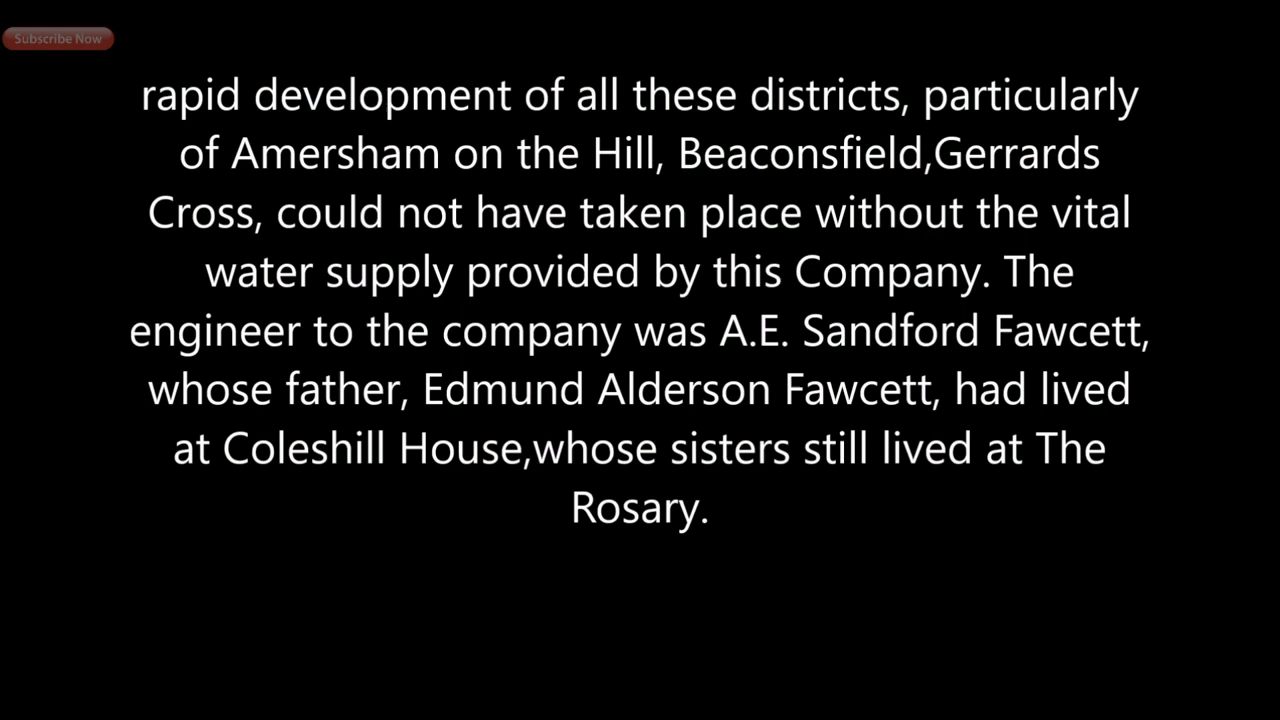 Subscribe Now
rapid development of all these districts, particularly
of Amersham on the Hill, Beaconsfield,Gerrards
Cross, could not have taken place without the vital
water supply provided by this Company. The
engineer to the company was A.E. Sandford Fawcett,
whose father, Edmund Alderson Fawcett, had lived
at Coleshill House,whose sisters still lived at The
Rosary.